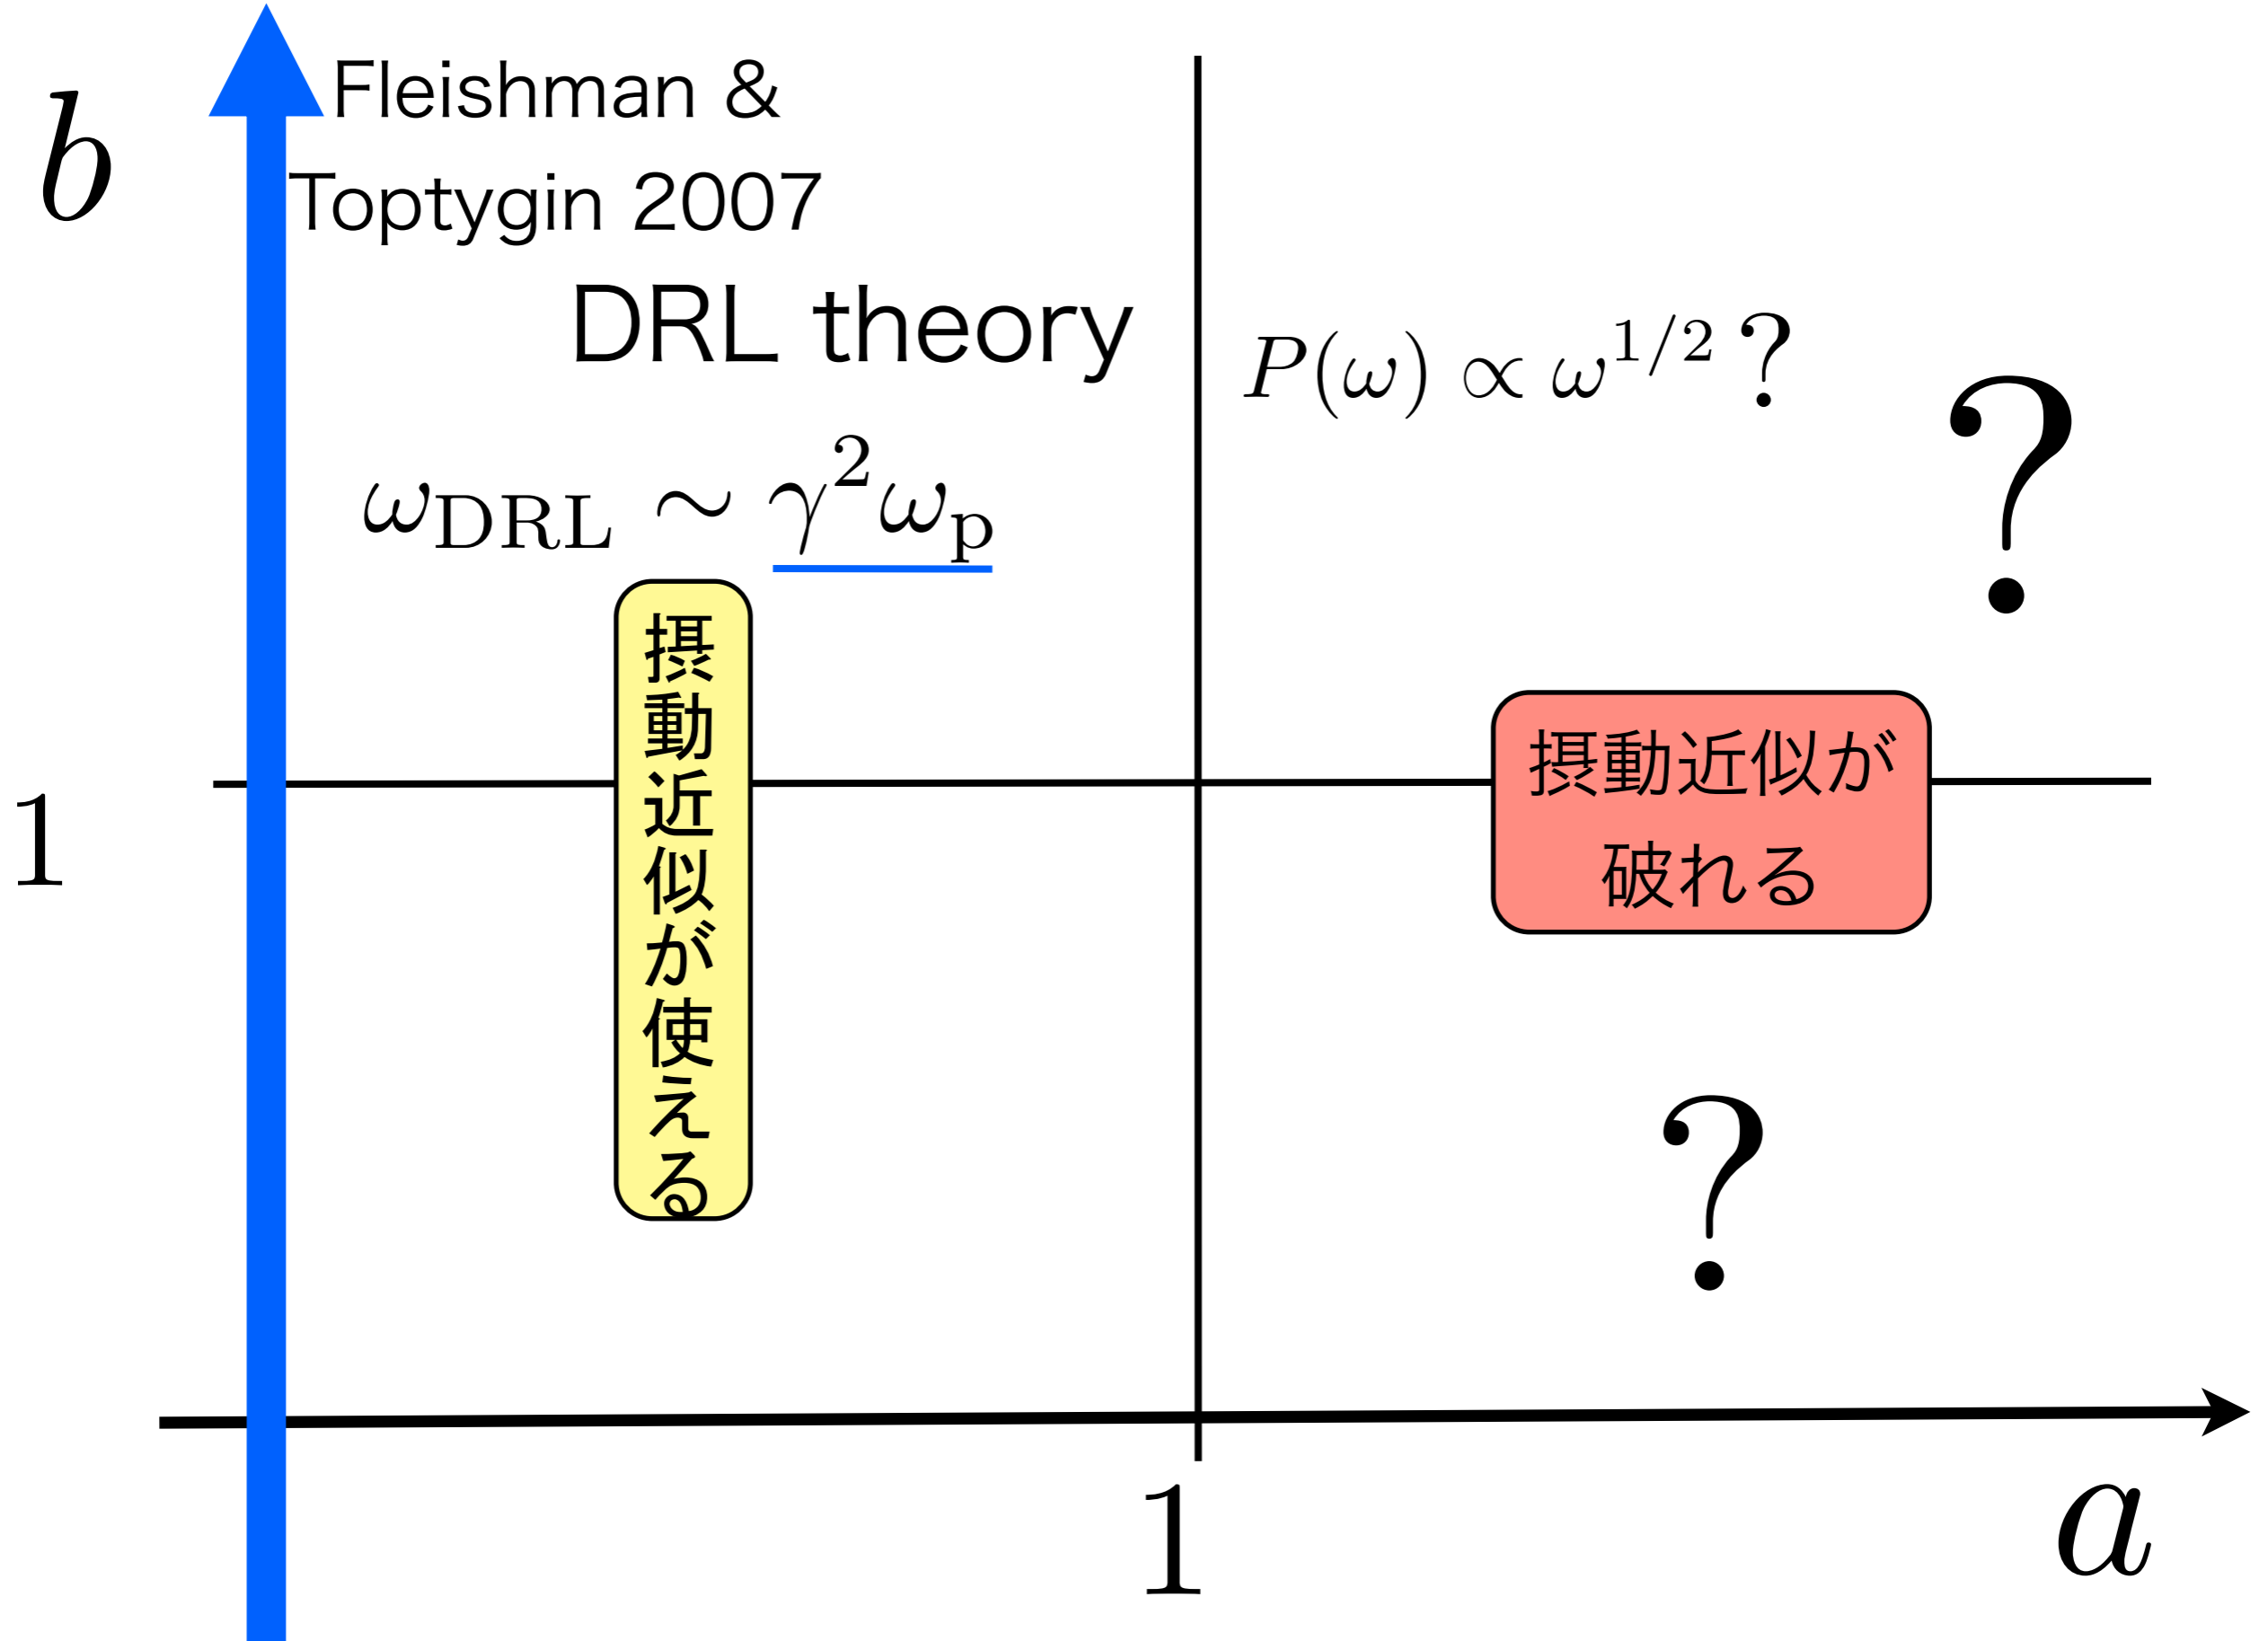 b
Fleishman &
Toptygin 2007
DRL theory
ω_DRL ∼ γ²ω_p
P(ω) ∝ ω^{1/2}?
?
摂動近似が使える
1
摂動近似が
破れる
?
1
a